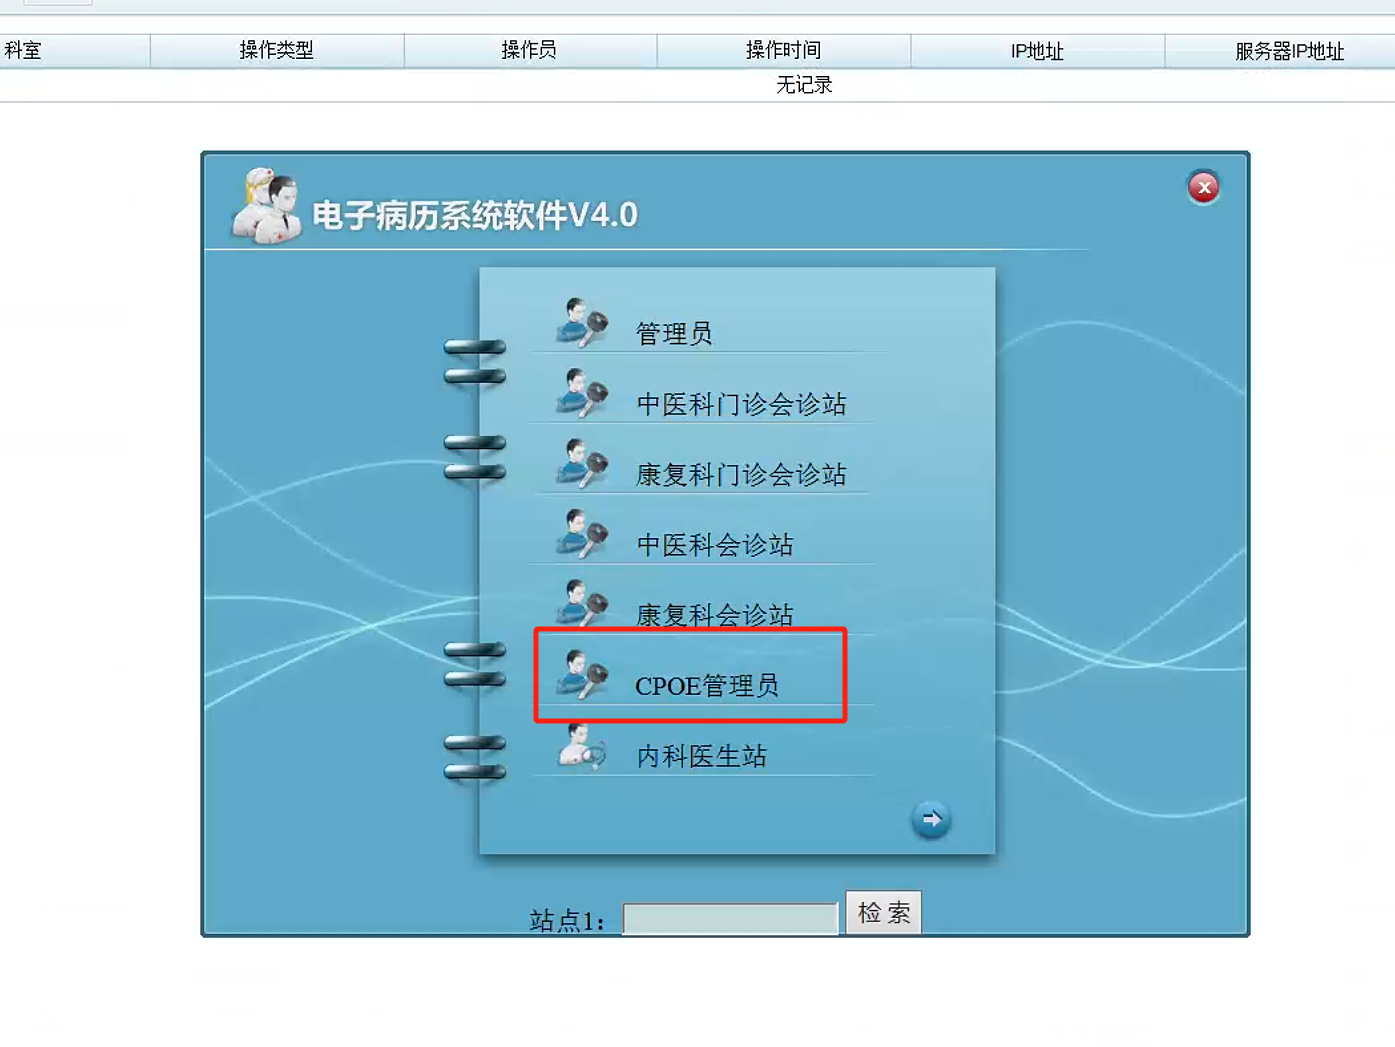 科室 操作类型 操作员 操作时间 IP地址 服务器IP地址
无记录
电子病历系统软件V4.0
管理员
中医科门诊会诊站
康复科门诊会诊站
中医科会诊站
康复科会诊站
CPOE管理员
内科医生站
站点1： 检索